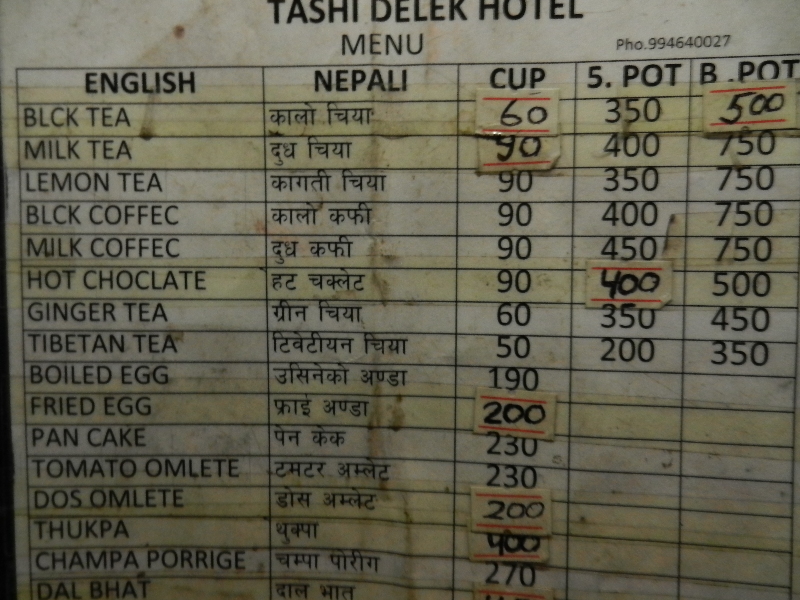 TASHI DELEK HOTEL
MENU
Pho.994640027
ENGLISH NEPALI CUP S. POT B .POT
BLCK TEA कालो चिया 60 350 500
MILK TEA दुध चिया 90 400 750
LEMON TEA कागती चिया 90 350 750
BLCK COFFEC कालो कफी 90 400 750
MILK COFFEC दुध कफी 90 450 750
HOT CHOCLATE हट चक्लेट 90 400 500
GINGER TEA ग्रीन चिया 60 350 450
TIBETAN TEA टिवेटीयन चिया 50 200 350
BOILED EGG उसिनेको अण्डा 190
FRIED EGG फ्राई अण्डा 200
PAN CAKE पेन केक 230
TOMATO OMLETE टमटर अम्लेट 230
DOS OMLETE डोस अम्लेट 200
THUKPA थुक्पा 400
CHAMPA PORRIGE चम्पा पोरीग 270
DAL BHAT दाल भात